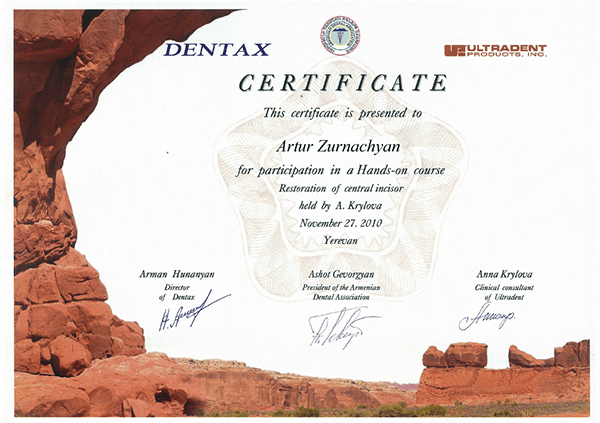 DENTAX
ULTRADENT
PRODUCTS, INC.
CERTIFICATE
This certificate is presented to
Artur Zurnachyan
for participation in a Hands-on course
Restoration of central incisor
held by A. Krylova
November 27. 2010
Yerevan
Arman Hunanyan
Director
of Dentax
Ashot Gevorgyan
President of the Armenian
Dental Association
Anna Krylova
Clinical consultant
of Ultradent